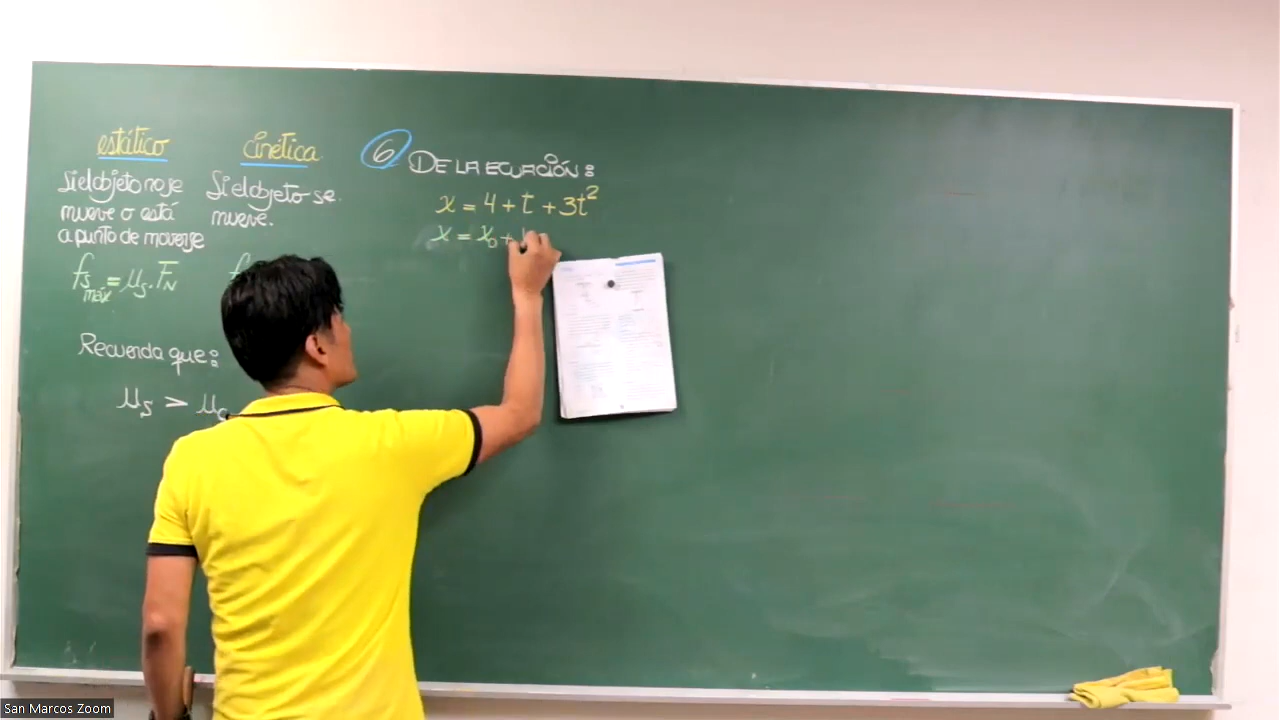 estático
Si el objeto no se
mueve o está
a punto de moverse
fs máx = μs . FN
Recuerda que:
μs > μc
cinética
Si el objeto se
mueve.
6 DE LA ECUACIÓN:
x = 4 + t + 3t²
x = x₀ +
San Marcos Zoom